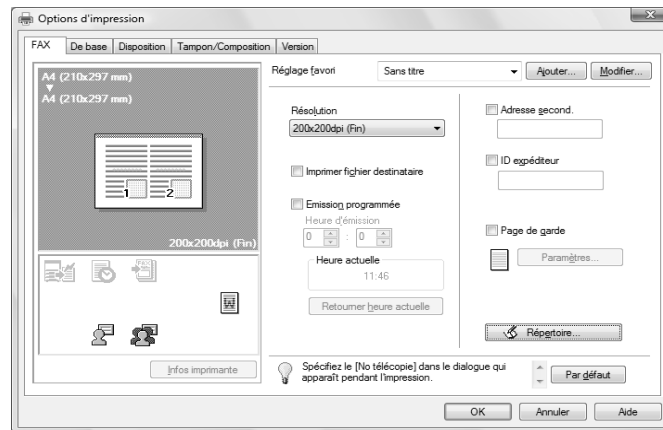 Options d'impression
FAX De base Disposition Tampon/Composition Version
A4 (210x297 mm)
A4 (210x297 mm)
1 2
200x200dpi (Fin)
Infos imprimante
Réglage favori Sans titre Ajouter... Modifier...
Résolution
200x200dpi (Fin)
Imprimer fichier destinataire
Emission programmée
Heure d'émission
0 : 0
Heure actuelle
11:46
Retourner heure actuelle
Adresse second.
ID expéditeur
Page de garde
Paramètres...
Répertoire...
Spécifiez le [No télécopie] dans le dialogue qui
apparaît pendant l'impression.
Par défaut
OK Annuler Aide